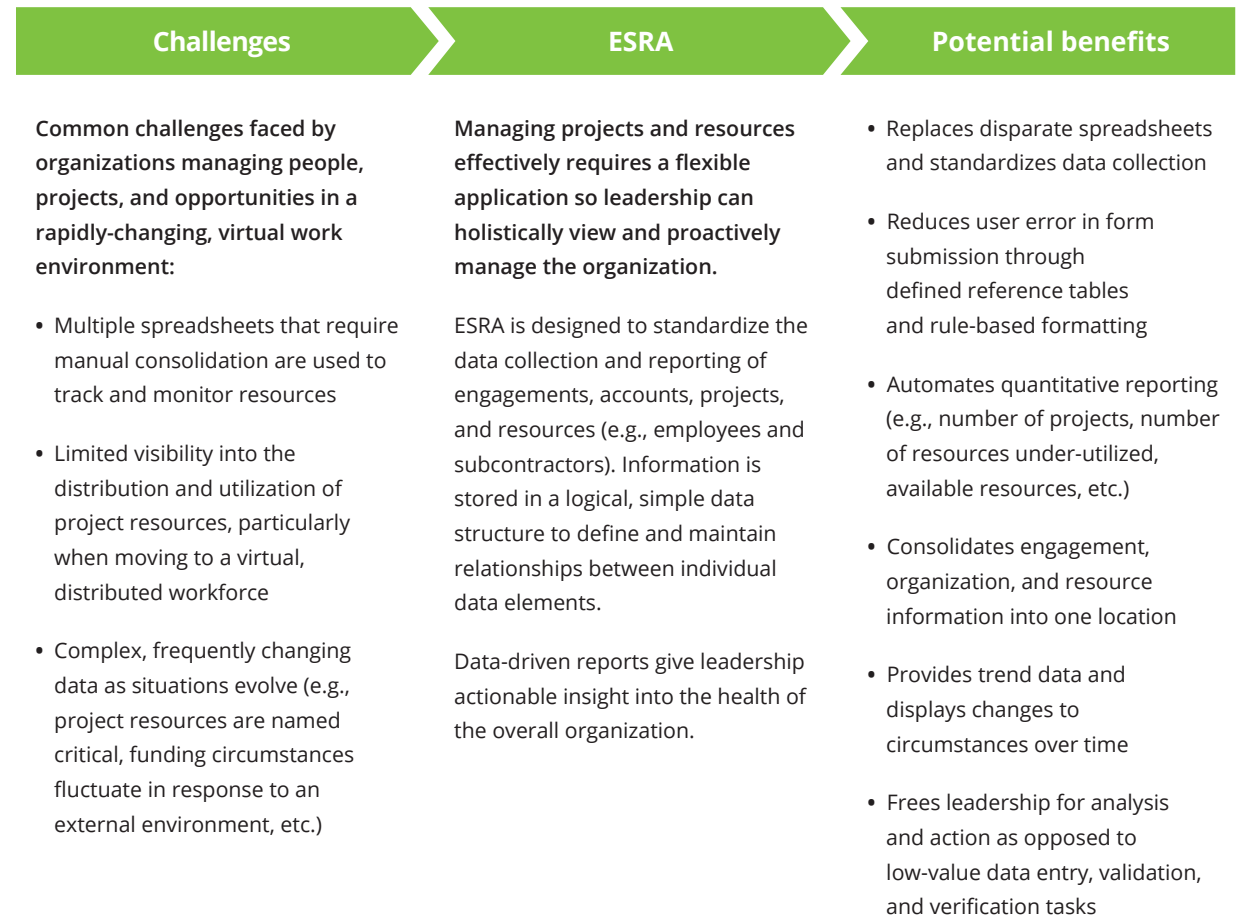 Challenges
ESRA
Potential benefits
Common challenges faced by
organizations managing people,
projects, and opportunities in a
rapidly-changing, virtual work
environment:
• Multiple spreadsheets that require
manual consolidation are used to
track and monitor resources
• Limited visibility into the
distribution and utilization of
project resources, particularly
when moving to a virtual,
distributed workforce
• Complex, frequently changing
data as situations evolve (e.g.,
project resources are named
critical, funding circumstances
fluctuate in response to an
external environment, etc.)
Managing projects and resources
effectively requires a flexible
application so leadership can
holistically view and proactively
manage the organization.
ESRA is designed to standardize the
data collection and reporting of
engagements, accounts, projects,
and resources (e.g., employees and
subcontractors). Information is
stored in a logical, simple data
structure to define and maintain
relationships between individual
data elements.
Data-driven reports give leadership
actionable insight into the health of
the overall organization.
• Replaces disparate spreadsheets
and standardizes data collection
• Reduces user error in form
submission through
defined reference tables
and rule-based formatting
• Automates quantitative reporting
(e.g., number of projects, number
of resources under-utilized,
available resources, etc.)
• Consolidates engagement,
organization, and resource
information into one location
• Provides trend data and
displays changes to
circumstances over time
• Frees leadership for analysis
and action as opposed to
low-value data entry, validation,
and verification tasks